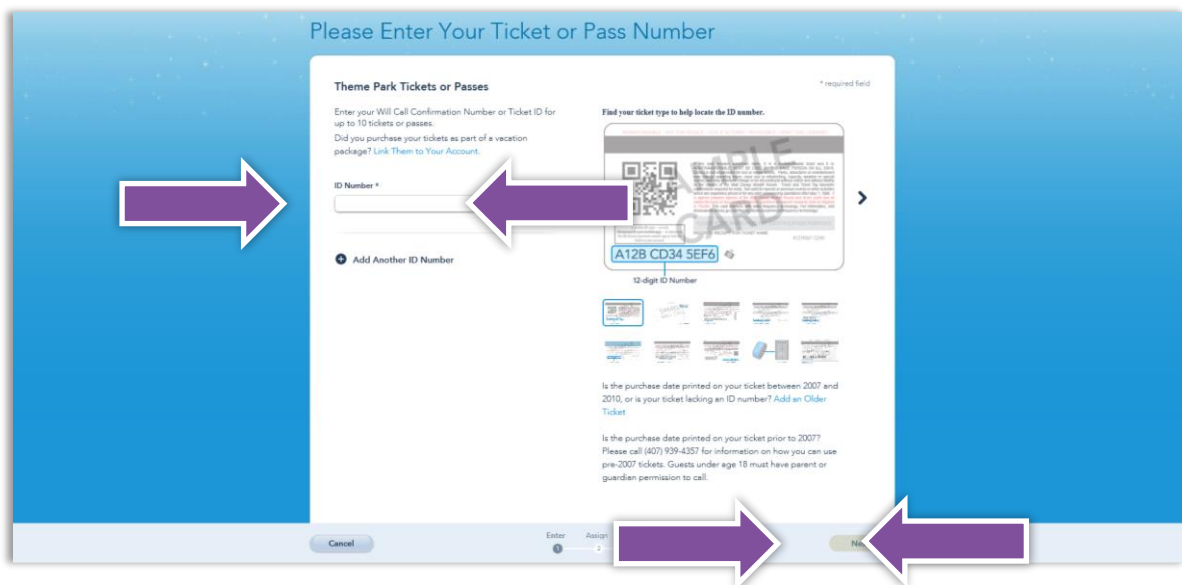 Please Enter Your Ticket or Pass Number
Theme Park Tickets or Passes
* required field
Enter your Will Call Confirmation Number or Ticket ID for
up to 10 tickets or passes.
Did you purchase your tickets as part of a vacation
package? Link Them to Your Account.
ID Number *
Add Another ID Number
Find your ticket type to help locate the ID number.
CARD
A12B CD34 5EF6
12-digit ID Number
Is the purchase date printed on your ticket between 2007 and
2010, or is your ticket lacking an ID number? Add an Older
Ticket
Is the purchase date printed on your ticket prior to 2007?
Please call (407) 939-4357 for information on how you can use
pre-2007 tickets. Guests under age 18 must have parent or
guardian permission to call.
Cancel
Enter Assign
1 2